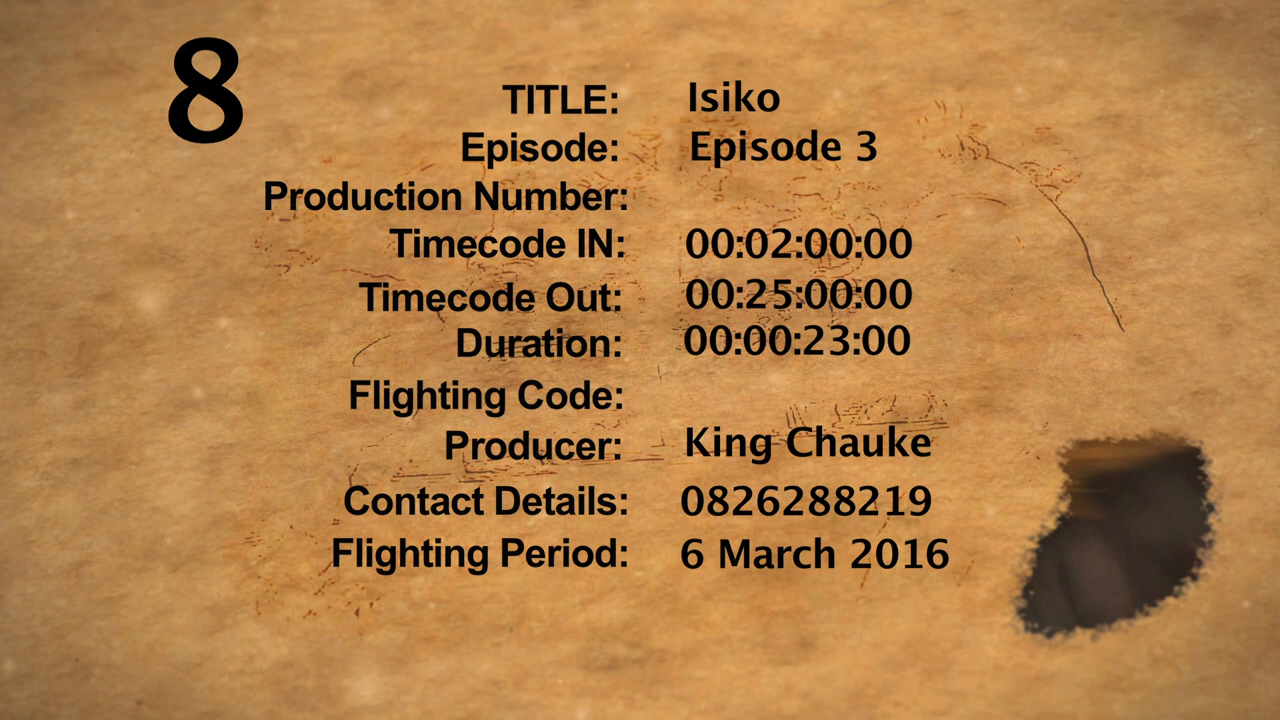 8
TITLE: Isiko
Episode: Episode 3
Production Number:
Timecode IN: 00:02:00:00
Timecode Out: 00:25:00:00
Duration: 00:00:23:00
Flighting Code:
Producer: King Chauke
Contact Details: 0826288219
Flighting Period: 6 March 2016